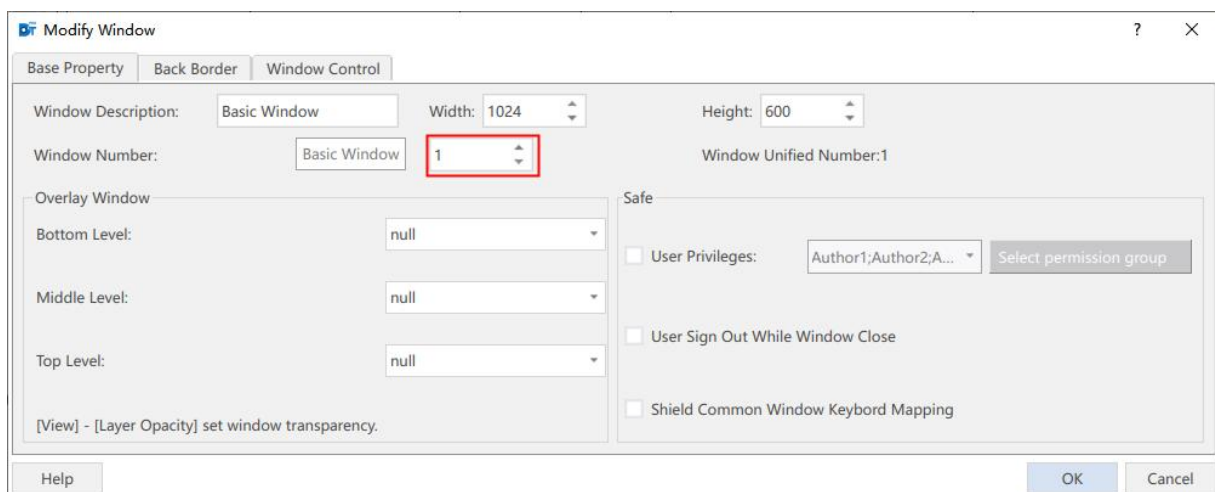 DT Modify Window ?
Base Property Back Border Window Control
Window Description: Basic Window Width: 1024 Height: 600
Window Number: Basic Window 1 Window Unified Number:1
Overlay Window Safe
Bottom Level: null
User Privileges: Author1;Author2;A... Select permission group
Middle Level: null
User Sign Out While Window Close
Top Level: null
Shield Common Window Keybord Mapping
[View] - [Layer Opacity] set window transparency.
Help OK Cancel